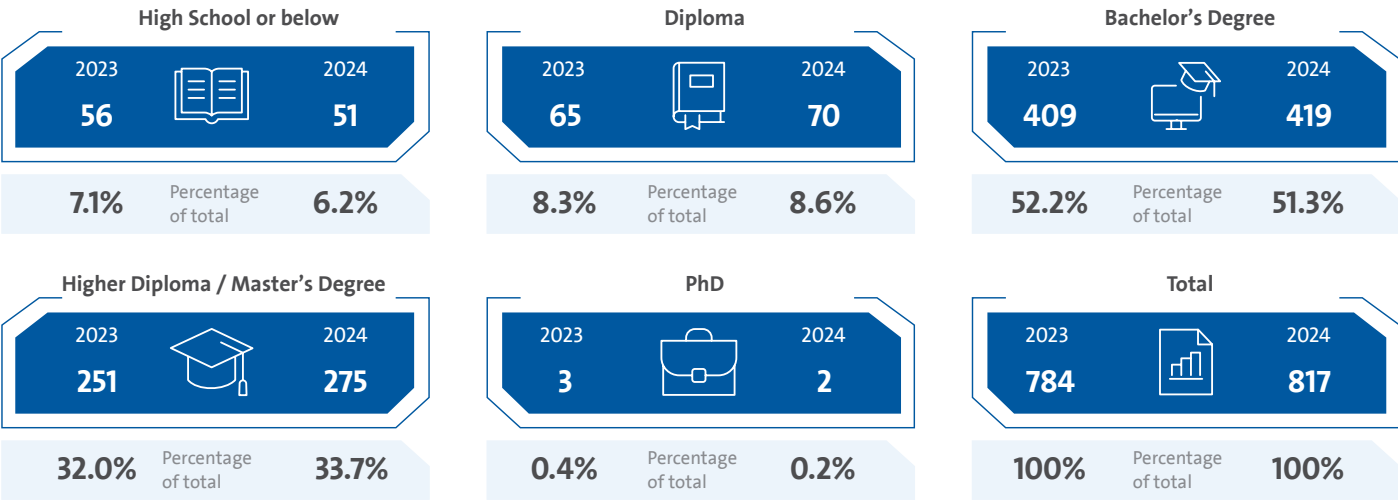 High School or below
2023
2024
56
51
7.1%
Percentage
of total
6.2%
Diploma
2023
2024
65
70
8.3%
Percentage
of total
8.6%
Bachelor’s Degree
2023
2024
409
419
52.2%
Percentage
of total
51.3%
Higher Diploma / Master’s Degree
2023
2024
251
275
32.0%
Percentage
of total
33.7%
PhD
2023
2024
3
2
0.4%
Percentage
of total
0.2%
Total
2023
2024
784
817
100%
Percentage
of total
100%